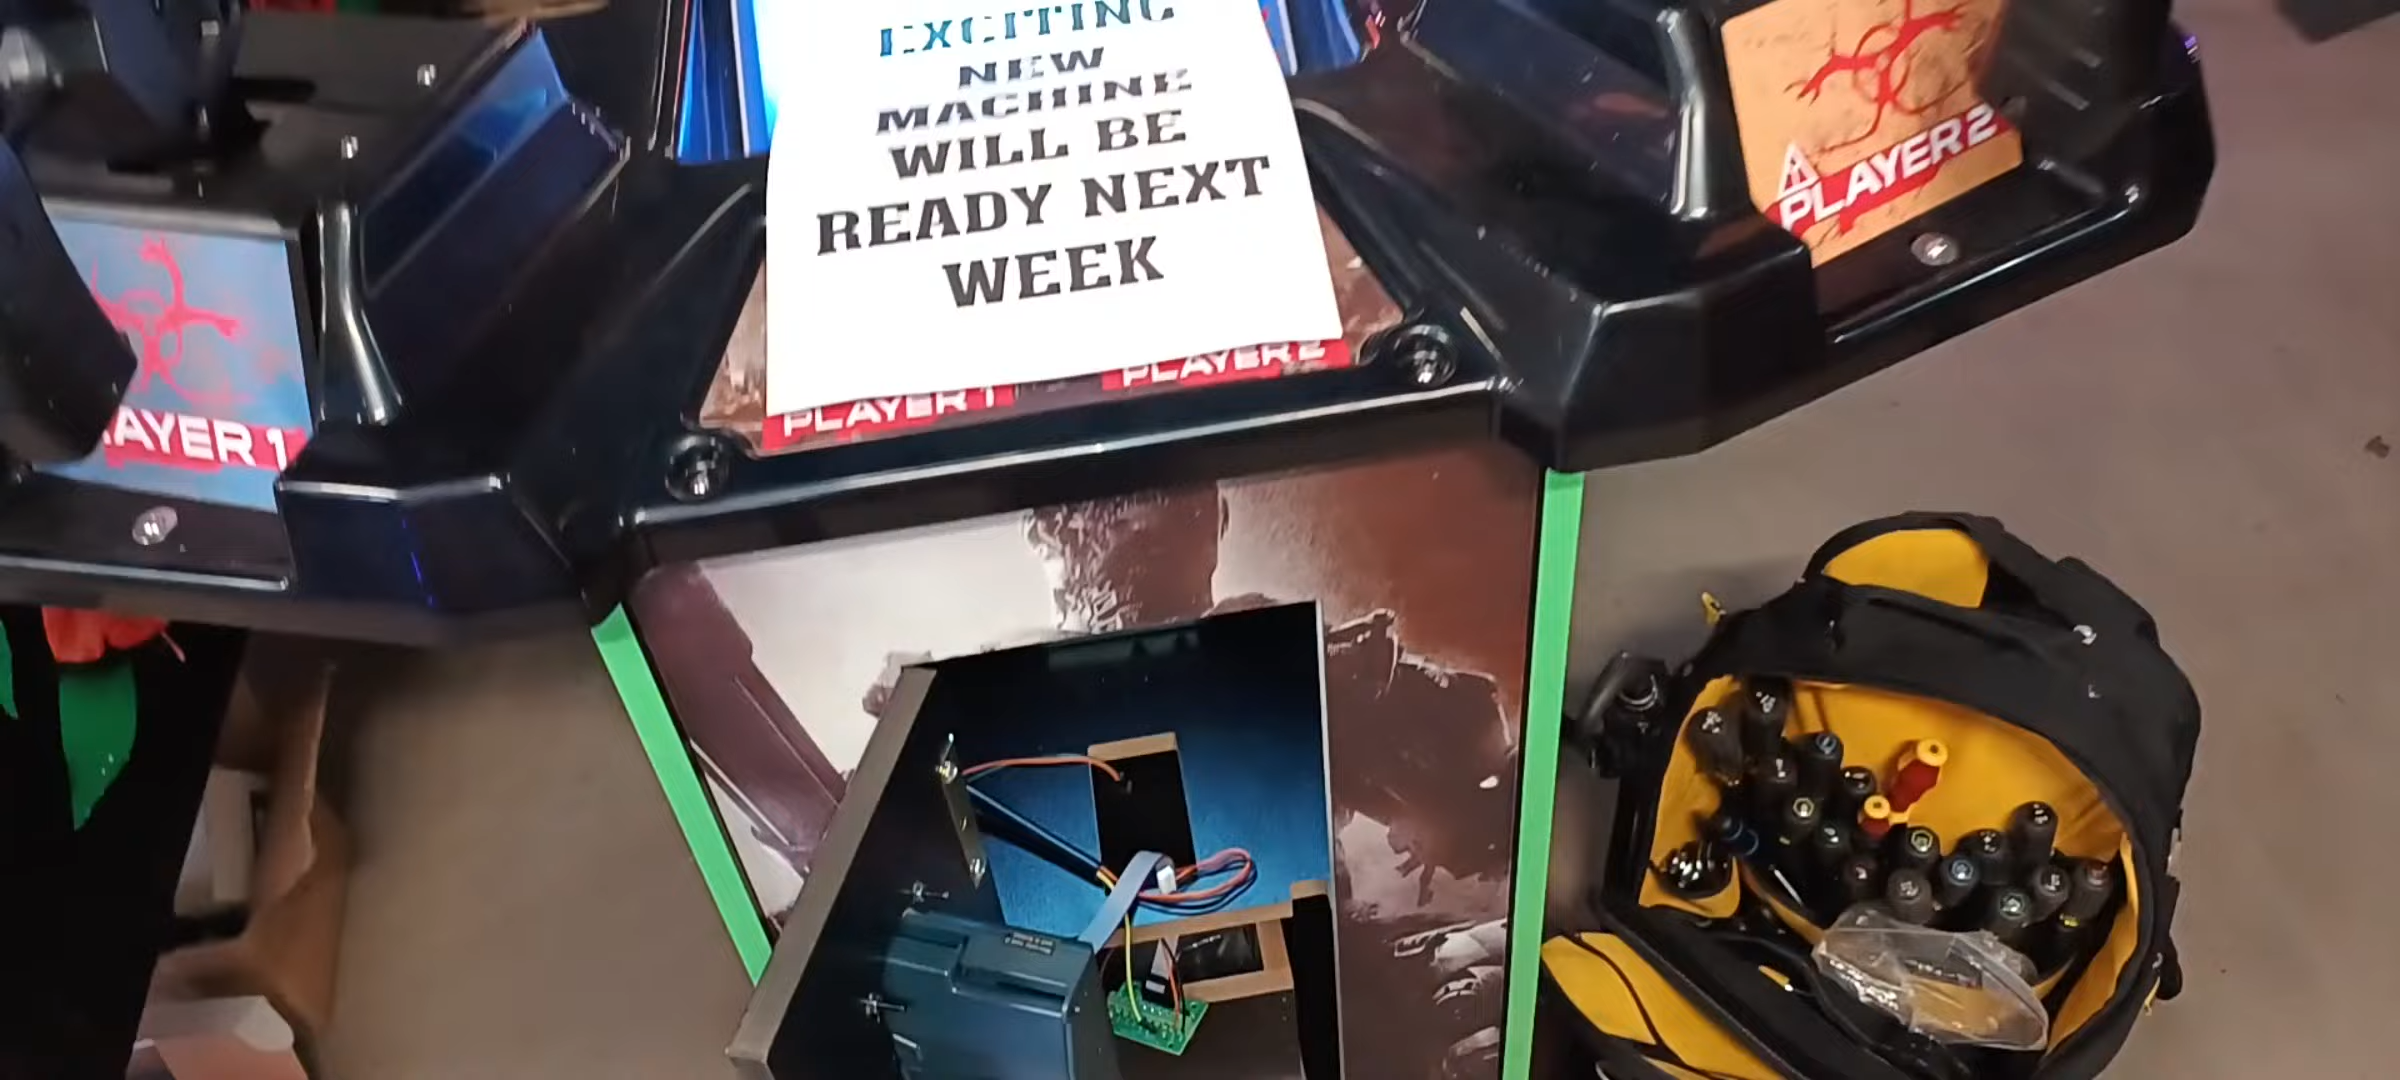 EXCITING
NEW
MACHINE
WILL BE
READY NEXT
WEEK
PLAYER 2
AYER 1
PLAYER 1
PLAYER 2